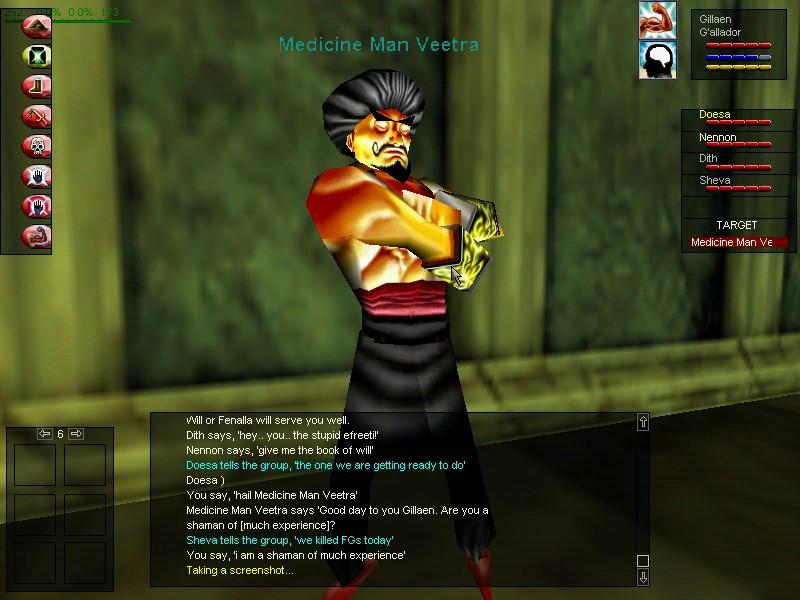 0.0% 173
Medicine Man Veetra
Gillaen
G'allador
Doesa
Nennon
Dith
Sheva
TARGET
Medicine Man Ve
Will or Fenalla will serve you well.
Dith says, 'hey.. you.. the stupid efreeti!'
Nennon says, 'give me the book of will'
Doesa tells the group, 'the one we are getting ready to do'
Doesa )
You say, 'hail Medicine Man Veetra'
Medicine Man Veetra says 'Good day to you Gillaen. Are you a
shaman of [much experience]?
Sheva tells the group, 'we killed FGs today'
You say, 'i am a shaman of much experience'
Taking a screenshot...
6